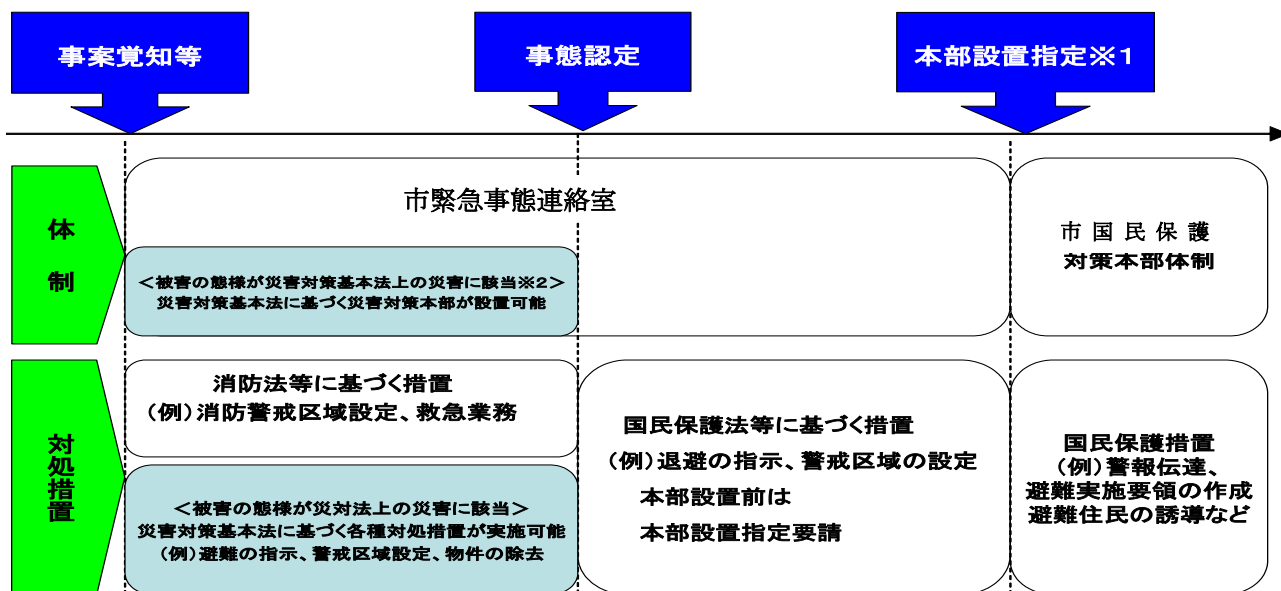 事案覚知等
事態認定
本部設置指定※1
体
制
市緊急事態連絡室
＜被害の態様が災害対策基本法上の災害に該当※2＞
災害対策基本法に基づく災害対策本部が設置可能
市国民保護
対策本部体制
対処措置
消防法等に基づく措置
（例）消防警戒区域設定、救急業務
＜被害の態様が災対法上の災害に該当＞
災害対策基本法に基づく各種対処措置が実施可能
（例）避難の指示、警戒区域設定、物件の除去
国民保護法等に基づく措置
（例）退避の指示、警戒区域の設定
本部設置前は
本部設置指定要請
国民保護措置
（例）警報伝達、
避難実施要領の作成
避難住民の誘導など